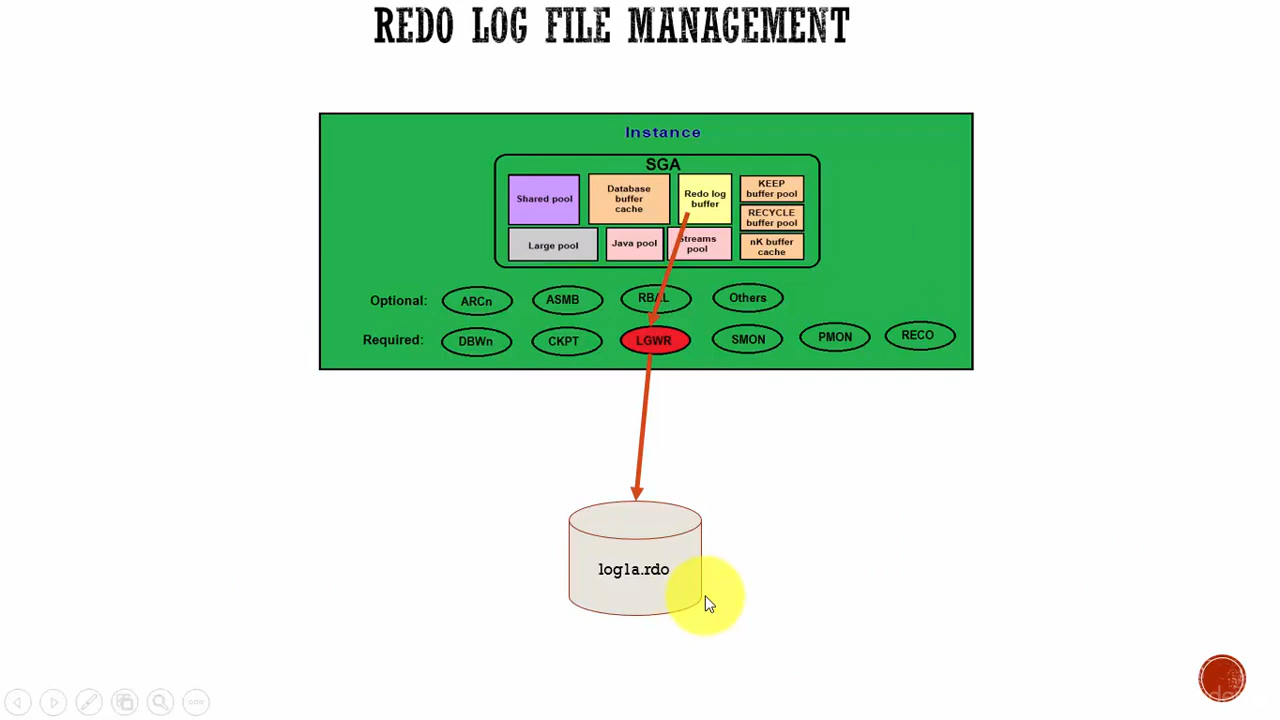 REDO LOG FILE MANAGEMENT
Instance
SGA
Shared pool
Database
buffer
cache
Redo log
buffer
KEEP
buffer pool
RECYCLE
buffer pool
nK buffer
cache
Large pool
Java pool
Streams
pool
Optional:
ARCn
ASMB
RBAL
Others
Required:
DBWn
CKPT
LGWR
SMON
PMON
RECO
log1a.rdo